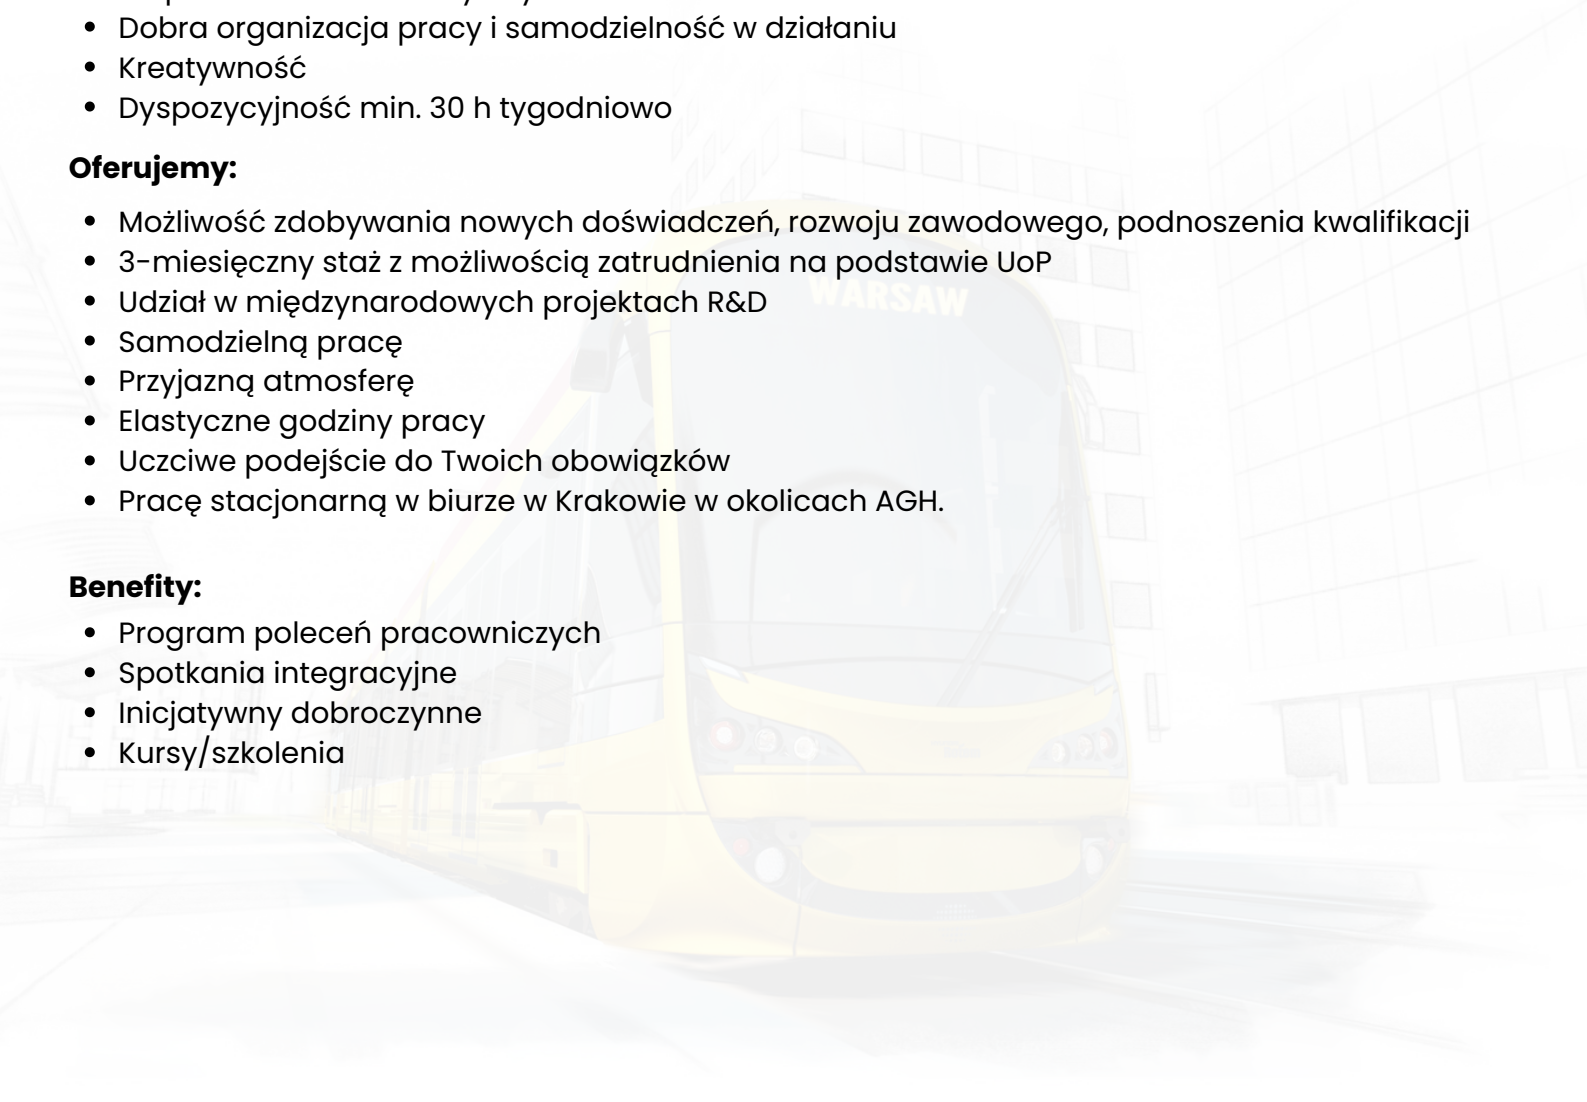 • Dobra organizacja pracy i samodzielność w działaniu
• Kreatywność
• Dyspozycyjność min. 30 h tygodniowo
Oferujemy:
• Możliwość zdobywania nowych doświadczeń, rozwoju zawodowego, podnoszenia kwalifikacji
• 3-miesięczny staż z możliwością zatrudnienia na podstawie UoP
• Udział w międzynarodowych projektach R&D
WARSAW
• Samodzielną pracę
• Przyjazną atmosferę
• Elastyczne godziny pracy
• Uczciwe podejście do Twoich obowiązków
• Pracę stacjonarną w biurze w Krakowie w okolicach AGH.
Benefity:
• Program poleceń pracowniczych
• Spotkania integracyjne
• Inicjatywny dobroczynne
• Kursy/szkolenia